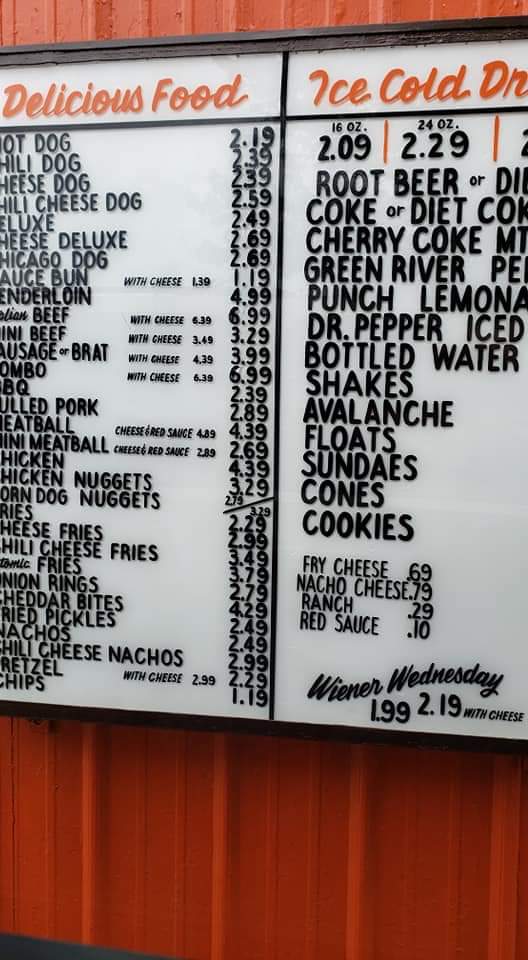 Delicious Food
HOT DOG 2.19
HILI DOG 2.39
HEESE DOG 2.39
HILI CHEESE DOG 2.59
ELUXE 2.49
HEESE DELUXE 2.69
HICAGO DOG 2.69
AUCE BUN WITH CHEESE 1.39 1.19
ENDERLOIN 4.99
alian BEEF WITH CHEESE 6.39 6.99
INI BEEF WITH CHEESE 3.49 3.29
AUSAGE or BRAT WITH CHEESE 4.39 3.99
OMBO WITH CHEESE 6.39 6.99
BBQ 2.39
ULLED PORK 2.89
EATBALL CHEESE & RED SAUCE 4.89 4.39
INI MEATBALL CHEESE & RED SAUCE 2.89 2.69
HICKEN 4.39
HICKEN NUGGETS 3.29
ORN DOG NUGGETS 2.79 / 3.29
RIES 2.29
HEESE FRIES 2.99
HILI CHEESE FRIES 3.49
tomic FRIES 3.79
NION RINGS 2.79
HEDDAR BITES 4.29
RIED PICKLES 2.49
NACHOS 2.49
HILI CHEESE NACHOS 2.99
RETZEL WITH CHEESE 2.99 2.29
CHIPS 1.19
Ice Cold Dr
16 OZ. 24 OZ.
2.09 2.29
ROOT BEER or DIE
COKE or DIET COK
CHERRY COKE MT
GREEN RIVER PE
PUNCH LEMONA
DR. PEPPER ICED
BOTTLED WATER
SHAKES
AVALANCHE
FLOATS
SUNDAES
CONES
COOKIES
FRY CHEESE .69
NACHO CHEESE .79
RANCH .29
RED SAUCE .10
Wiener Wednesday
1.99 2.19 WITH CHEESE